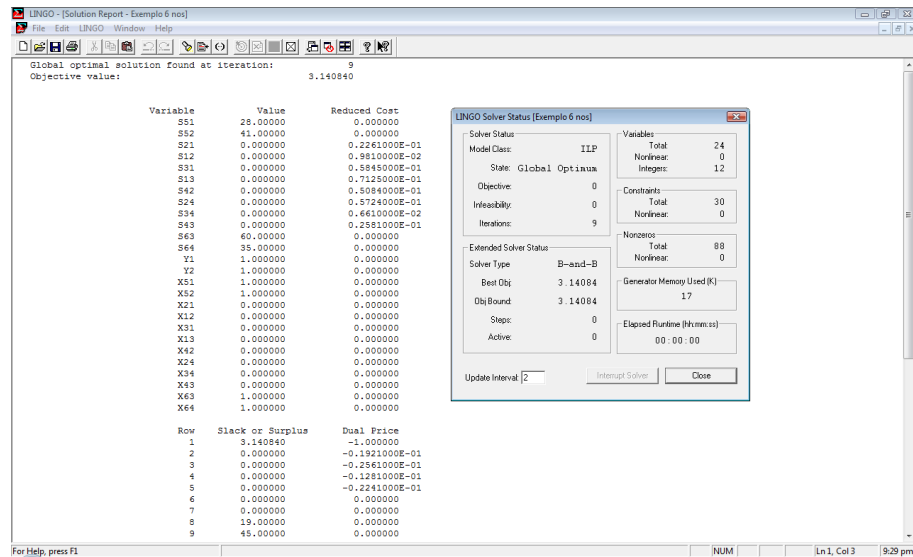 LINGO - [Solution Report - Exemplo 6 nos]
File Edit LINGO Window Help
Global optimal solution found at iteration: 9
Objective value: 3.140840
Variable Value Reduced Cost
S51 28.00000 0.000000
S52 41.00000 0.000000
S21 0.000000 0.2261000E-01
S12 0.000000 0.9810000E-02
S31 0.000000 0.5845000E-01
S13 0.000000 0.7125000E-01
S42 0.000000 0.5084000E-01
S24 0.000000 0.5724000E-01
S34 0.000000 0.6610000E-02
S43 0.000000 0.2581000E-01
S63 60.00000 0.000000
S64 35.00000 0.000000
Y1 1.000000 0.000000
Y2 1.000000 0.000000
X51 1.000000 0.000000
X52 1.000000 0.000000
X21 0.000000 0.000000
X12 0.000000 0.000000
X31 0.000000 0.000000
X13 0.000000 0.000000
X42 0.000000 0.000000
X24 0.000000 0.000000
X34 0.000000 0.000000
X43 0.000000 0.000000
X63 1.000000 0.000000
X64 1.000000 0.000000
Row Slack or Surplus Dual Price
1 3.140840 -1.000000
2 0.000000 -0.1921000E-01
3 0.000000 -0.2561000E-01
4 0.000000 -0.1281000E-01
5 0.000000 -0.2241000E-01
6 0.000000 0.000000
7 0.000000 0.000000
8 19.00000 0.000000
9 45.00000 0.000000
LINGO Solver Status [Exemplo 6 nos]
Solver Status
Model Class: ILP
State: Global Optimum
Objective: 0
Infeasibility: 0
Iterations: 9
Extended Solver Status
Solver Type B-and-B
Best Obj: 3.14084
Obj Bound: 3.14084
Steps: 0
Active: 0
Update Interval: 2
Variables
Total: 24
Nonlinear: 0
Integers: 12
Constraints
Total: 30
Nonlinear: 0
Nonzeros
Total: 88
Nonlinear: 0
Generator Memory Used (K)
17
Elapsed Runtime (hh:mm:ss)
00:00:00
Interrupt Solver
Close
For Help, press F1
NUM
Ln 1, Col 3
9:29 pm